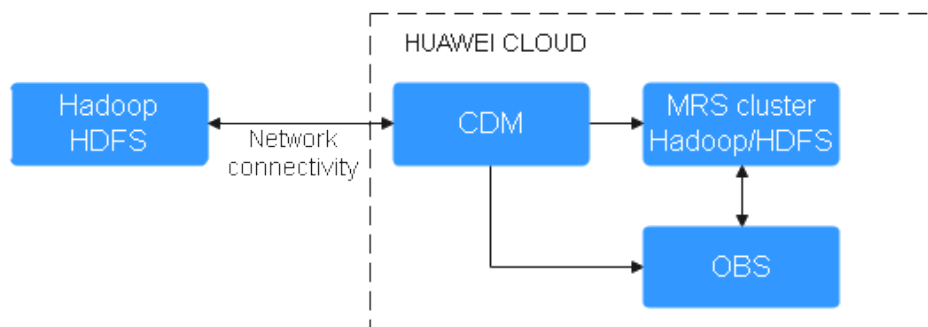 HUAWEI CLOUD
Hadoop
HDFS
Network
connectivity
CDM
MRS cluster
Hadoop/HDFS
OBS